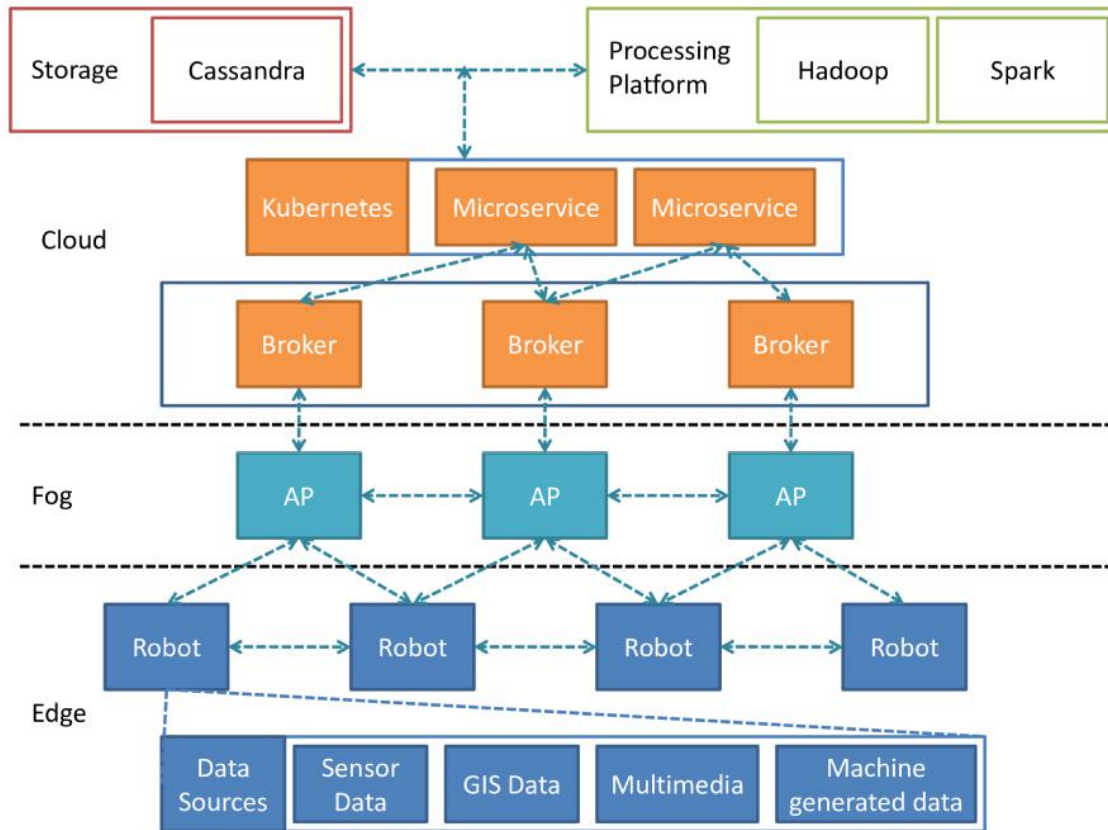 Storage
Cassandra
Processing
Platform
Hadoop
Spark
Cloud
Kubernetes
Microservice
Microservice
Broker
Broker
Broker
Fog
AP
AP
AP
Robot
Robot
Robot
Robot
Edge
Data
Sources
Sensor
Data
GIS Data
Multimedia
Machine
generated data